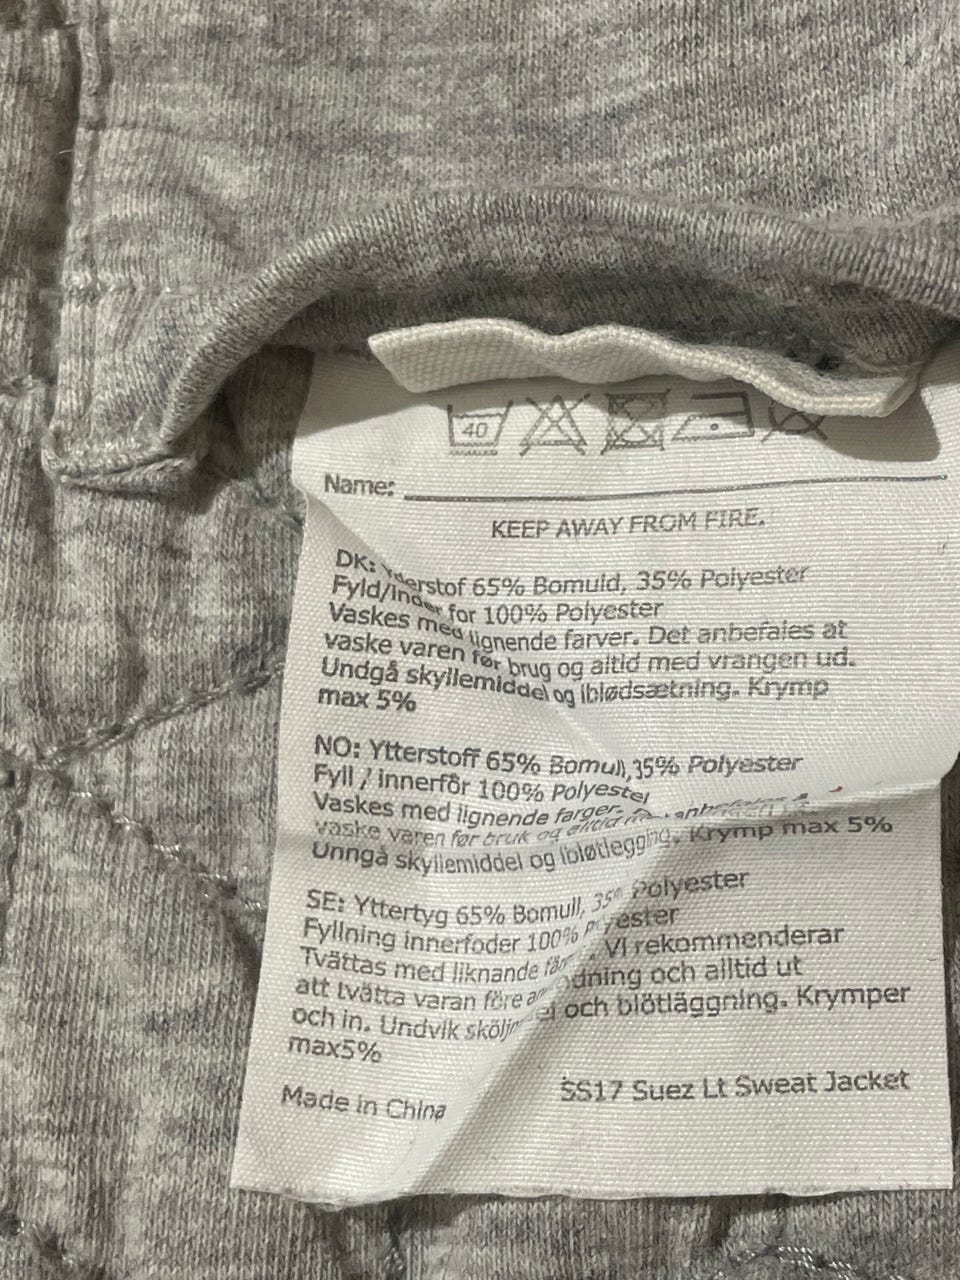 40
Name:
KEEP AWAY FROM FIRE.
DK: Yderstof 65% Bomuld, 35% Polyester
Fyld/Inder for 100% Polyester
Vaskes med lignende farver. Det anbefales at
vaske varen før brug og altid med vrangen ud.
Undgå skyllemiddel og iblødsætning. Krymp
max 5%
NO: Ytterstoff 65% Bomull, 35% Polyester
Fyll / innerfôr 100% Polyester
Vaskes med lignende farger. anbefales
vaske varen før bruk og alltid
Unngå skyllemiddel og ibløtlegging. Krymp max 5%
SE: Yttertyg 65% Bomull, 35% Polyester
Fyllning innerfoder 100% Polyester
Tvättas med liknande Vi rekommenderar
att tvätta varan före och alltid ut
och in. Undvik och blötläggning. Krymper
max5%
Made in China
SS17 Suez Lt Sweat Jacket